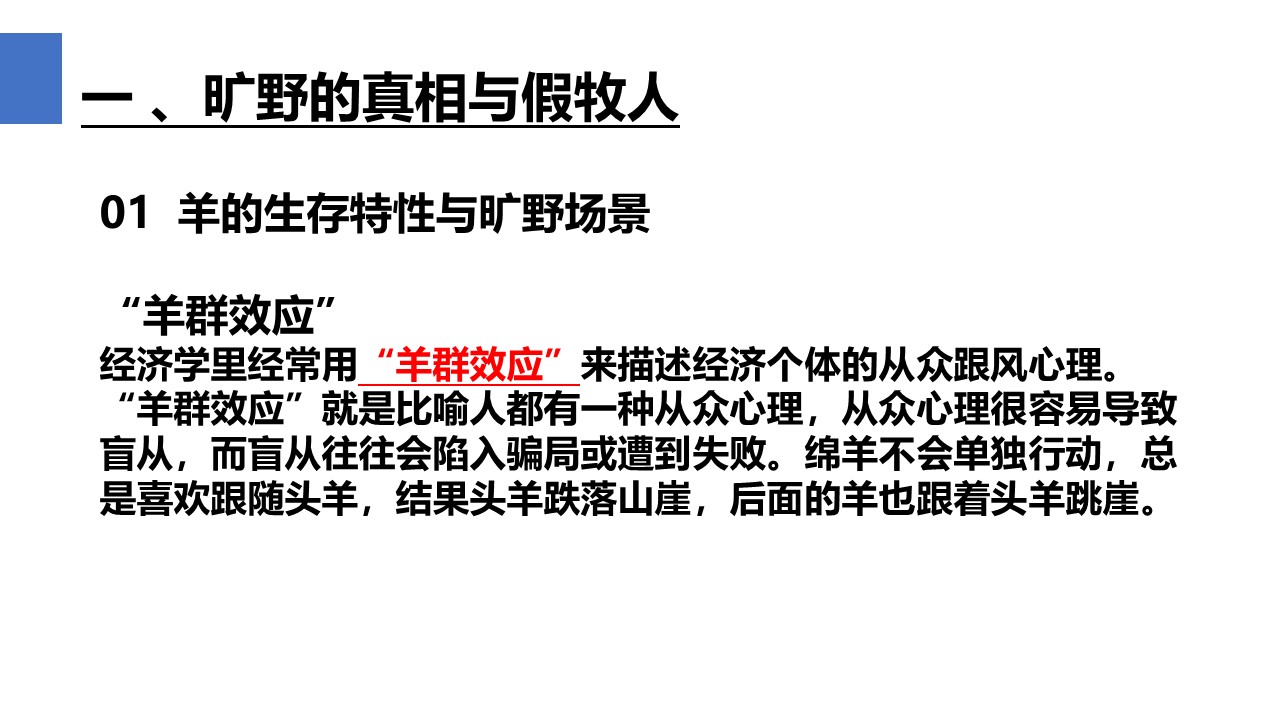 一 、旷野的真相与假牧人
01 羊的生存特性与旷野场景
“羊群效应”
经济学里经常用“羊群效应”来描述经济个体的从众跟风心理。
“羊群效应”就是比喻人都有一种从众心理，从众心理很容易导致
盲从，而盲从往往会陷入骗局或遭到失败。绵羊不会单独行动，总
是喜欢跟随头羊，结果头羊跌落山崖，后面的羊也跟着头羊跳崖。